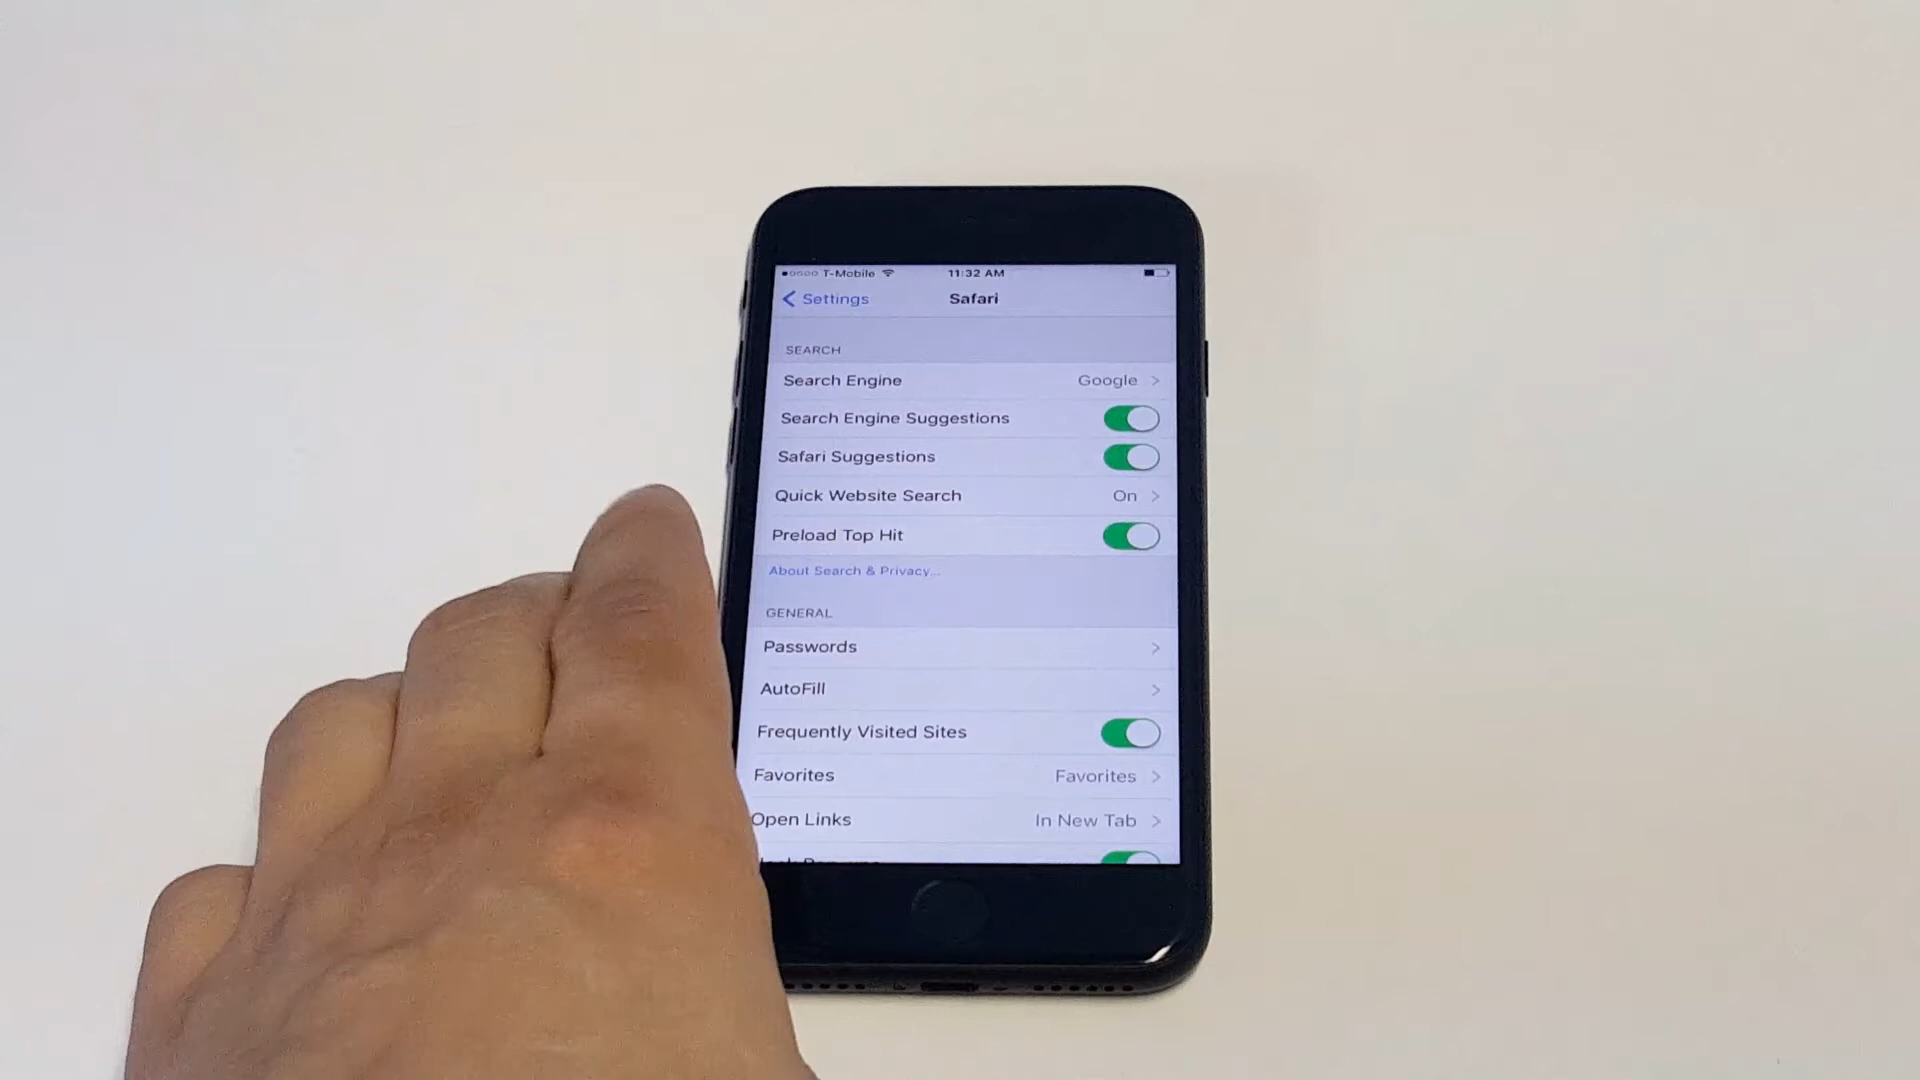 T-Mobile 11:32 AM
Settings Safari
SEARCH
Search Engine Google
Search Engine Suggestions
Safari Suggestions
Quick Website Search On
Preload Top Hit
About Search & Privacy...
GENERAL
Passwords
AutoFill
Frequently Visited Sites
Favorites Favorites
Open Links In New Tab